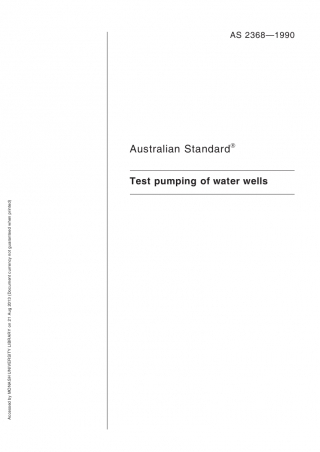 AS 2368—1990
Australian Standard®
Test pumping of water wells
Accessed by MONASH UNIVERSITY LIBRARY on 21 Aug 2013 (Document currency not guaranteed when printed)